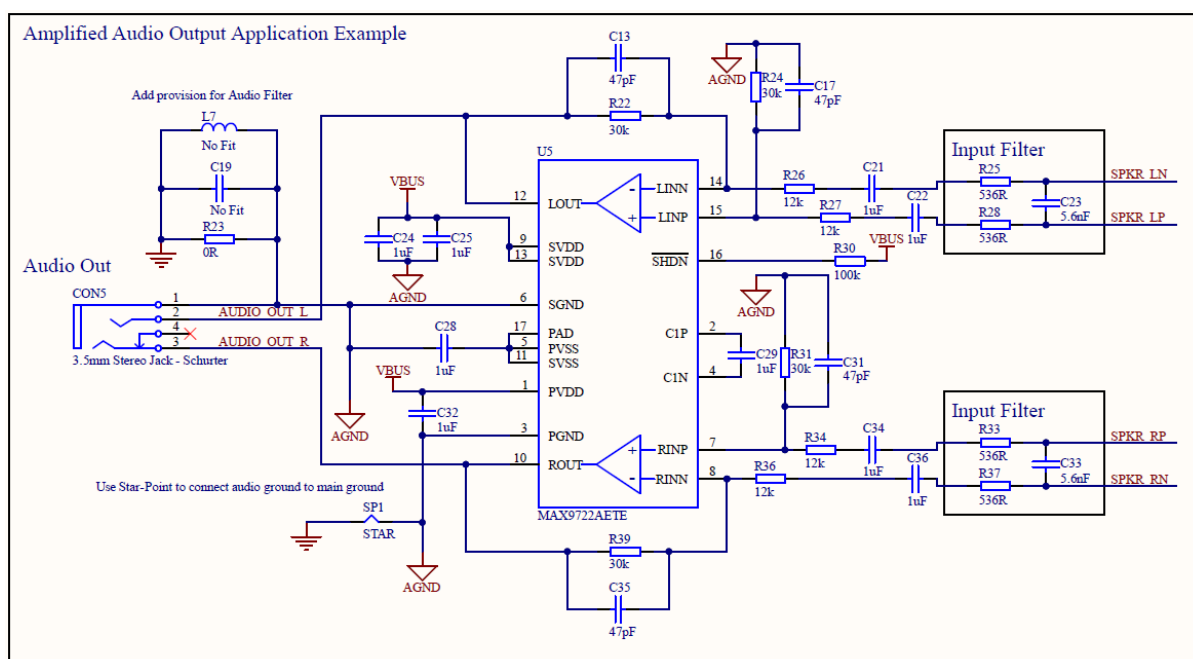 Amplified Audio Output Application Example
C13
47pF
AGND
R24
30k
C17
47pF
Add provision for Audio Filter
L7
No Fit
R22
30k
C19
No Fit
R23
0R
VBUS
C24
1uF
C25
1uF
AGND
U5
12
LOUT
9
SVDD
13
SVDD
6
SGND
17
PAD
5
PVSS
11
SVSS
1
PVDD
3
PGND
10
ROUT
LINN
14
LINP
15
SHDN
16
C1P
2
C1N
4
RINP
7
RINN
8
MAX9722AETE
R26
12k
C21
1uF
R27
12k
C22
1uF
Input Filter
R25
536R
R28
536R
C23
5.6nF
SPKR LN
SPKR LP
R30
100k
VBUS
Audio Out
CON5
1
2
4
3
AUDIO OUT L
AUDIO OUT R
3.5mm Stereo Jack - Schurter
C28
1uF
VBUS
C32
1uF
AGND
AGND
C29
1uF
R31
30k
C31
47pF
R34
12k
C34
1uF
R36
12k
C36
1uF
Input Filter
R33
536R
R37
536R
C33
5.6nF
SPKR RP
SPKR RN
Use Star-Point to connect audio ground to main ground
SP1
STAR
AGND
R39
30k
C35
47pF